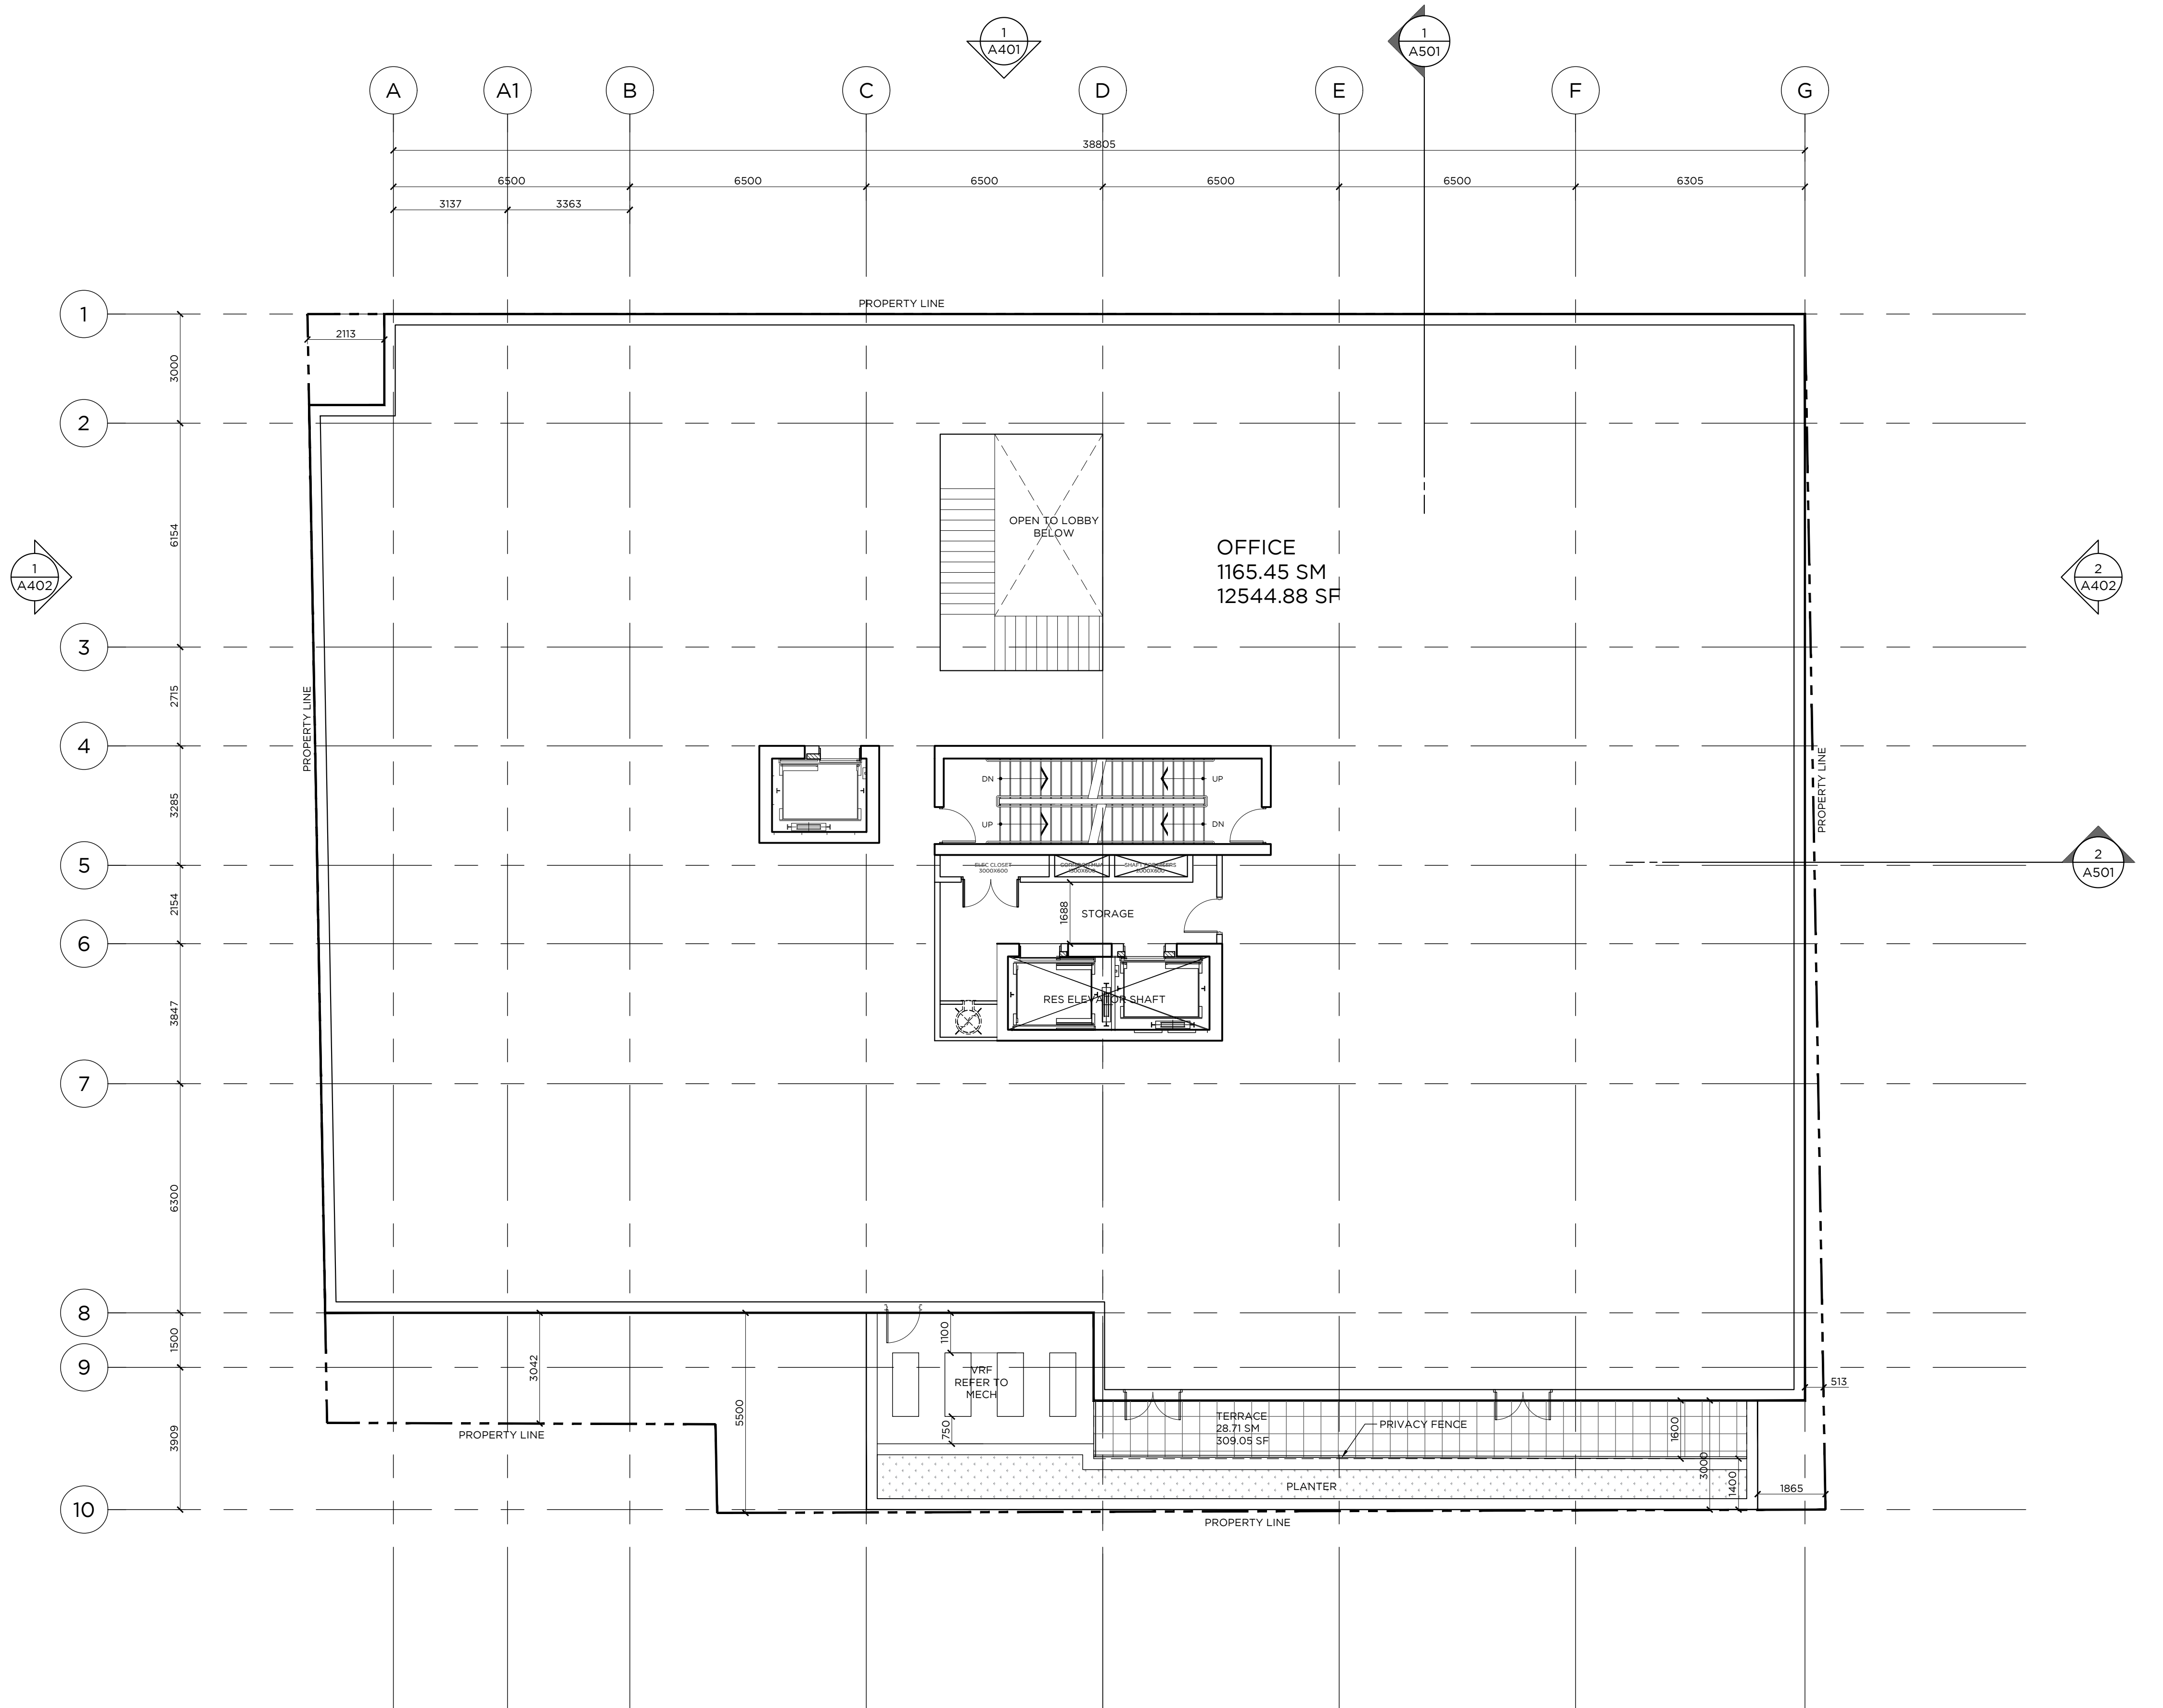 1
A401
1
A501
A
A1
B
C
D
E
F
G
38805
6500
6500
6500
6500
6500
6305
3137
3363
PROPERTY LINE
1
2113
3000
2
OPEN TO LOBBY
BELOW
6154
OFFICE
1165.45 SM
12544.88 SF
1
A402
2
A402
3
PROPERTY LINE
2715
4
PROPERTY LINE
DN
UP
3285
UP
DN
5
ELEC CLOSET
3000X600
2
A501
2154
1688
STORAGE
6
3847
RES ELEVATOR SHAFT
7
6300
8
1500
1100
9
3042
VRF
REFER TO
MECH
513
5500
750
TERRACE
28.71 SM
309.05 SF
PRIVACY FENCE
1600
3909
PROPERTY LINE
3000
1400
PLANTER
1865
10
PROPERTY LINE